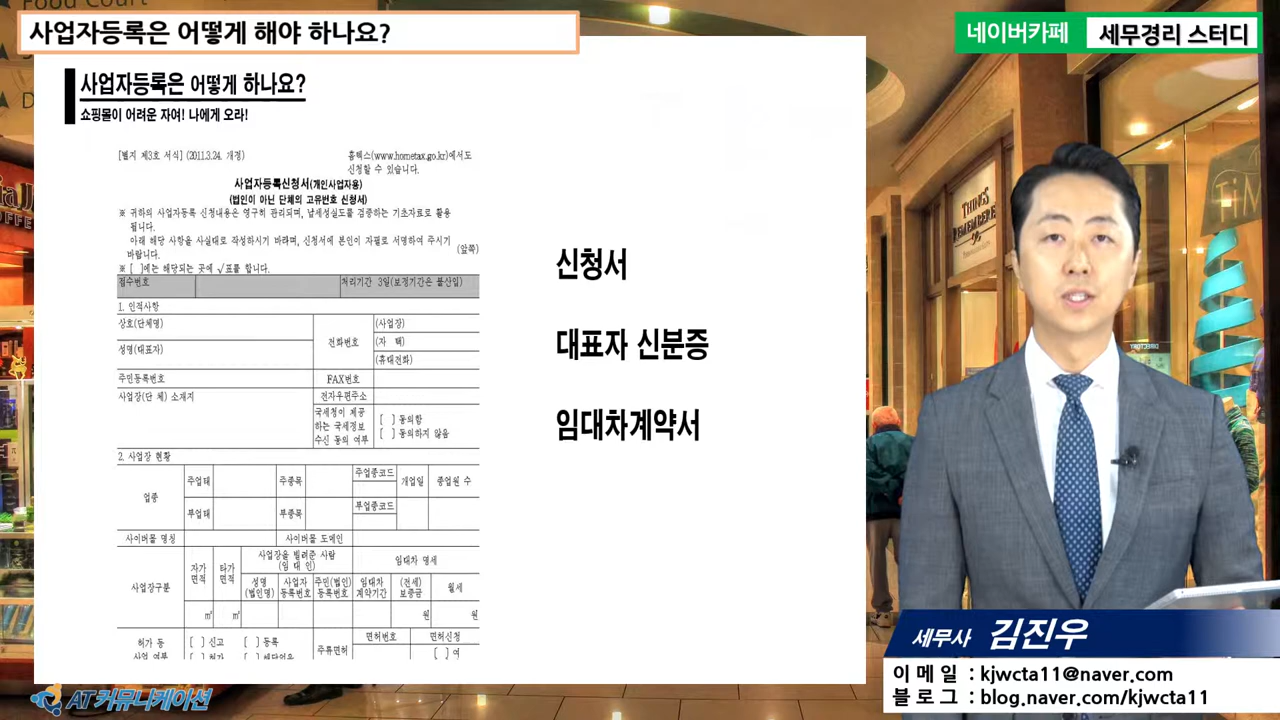 Food Court
사업자등록은 어떻게 해야 하나요?
네이버카페 세무경리 스터디
사업자등록은 어떻게 하나요?
쇼핑몰이 어려운 자여! 나에게 오라!
[별지 제3호 서식] (2011.3.24. 개정)
홈텍스(www.hometax.go.kr)에서도
신청할 수 있습니다.
사업자등록신청서(개인사업자용)
(법인이 아닌 단체의 고유번호 신청서)
※ 귀하의 사업자등록 신청내용은 영구히 관리되며, 납세성실도를 검증하는 기초자료로 활용
됩니다.
아래 해당 사항을 사실대로 작성하시기 바라며, 신청서에 본인이 자필로 서명하여 주시기
바랍니다.
(앞쪽)
※ [ ]에는 해당되는 곳에 √표를 합니다.
접수번호 처리기간 3일(보정기간은 불산입)
1. 인적사항
상호(단체명)
성명(대표자)
전화번호
(사업장)
(자 택)
(휴대전화)
주민등록번호 FAX번호
사업장(단 체) 소재지 전자우편주소
국세청이 제공
하는 국세정보
수신 동의 여부
[ ] 동의함
[ ] 동의하지 않음
2. 사업장 현황
업종
주업태 주종목 주업종코드 개업일 종업원 수
부업태 부종목 부업종코드
사이버몰 명칭 사이버몰 도메인
사업장구분
자가
면적
타가
면적
사업장을 빌려준 사람
(임 대 인)
임대차 명세
성명
(법인명)
사업자
등록번호
주민(법인)
등록번호
임대차
계약기간
(전세)
보증금
월세
㎡ ㎡ 원 원
허가 등
사업 여부
[ ] 신고 [ ] 등록
[ ] 허가 [ ] 해당없음
주류면허
면허번호 면허신청
[ ] 여
신청서
대표자 신분증
임대차계약서
THINGS
REMEMBERED
세무사 김진우
이 메 일 : kjwcta11@naver.com
블 로 그 : blog.naver.com/kjwcta11
AT커뮤니케이션